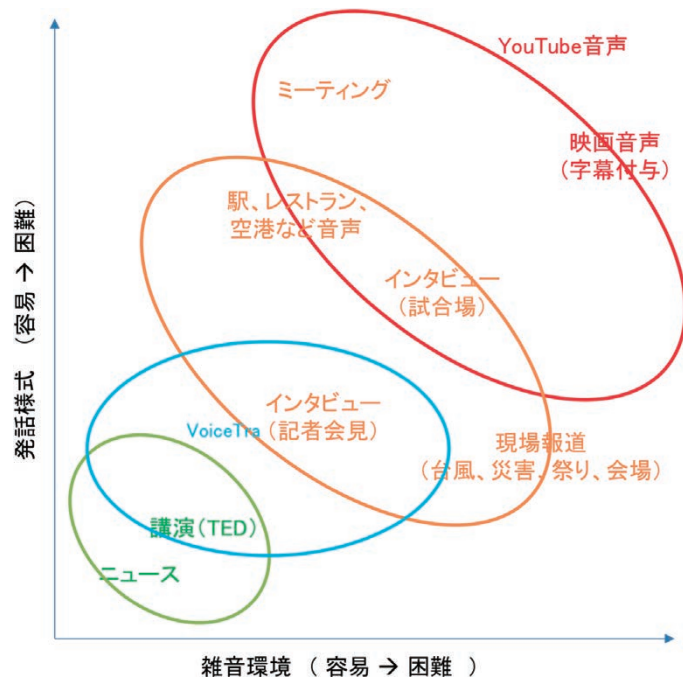 YouTube音声
ミーティング
映画音声
(字幕付与)
駅、レストラン、
空港など音声
インタビュー
(試合場)
インタビュー
(記者会見)
VoiceTra
現場報道
(台風、災害、祭り、会場)
講演(TED)
ニュース
発話様式 (容易 → 困難)
雑音環境 ( 容易 → 困難 )